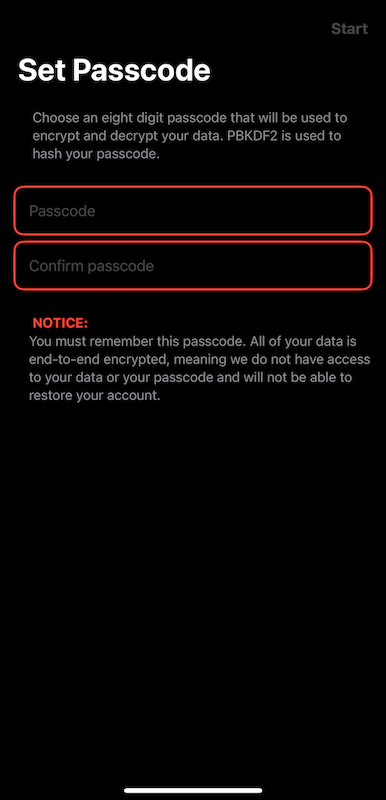 Start
Set Passcode
Choose an eight digit passcode that will be used to
encrypt and decrypt your data. PBKDF2 is used to
hash your passcode.
Passcode
Confirm passcode
NOTICE:
You must remember this passcode. All of your data is
end-to-end encrypted, meaning we do not have access
to your data or your passcode and will not be able to
restore your account.